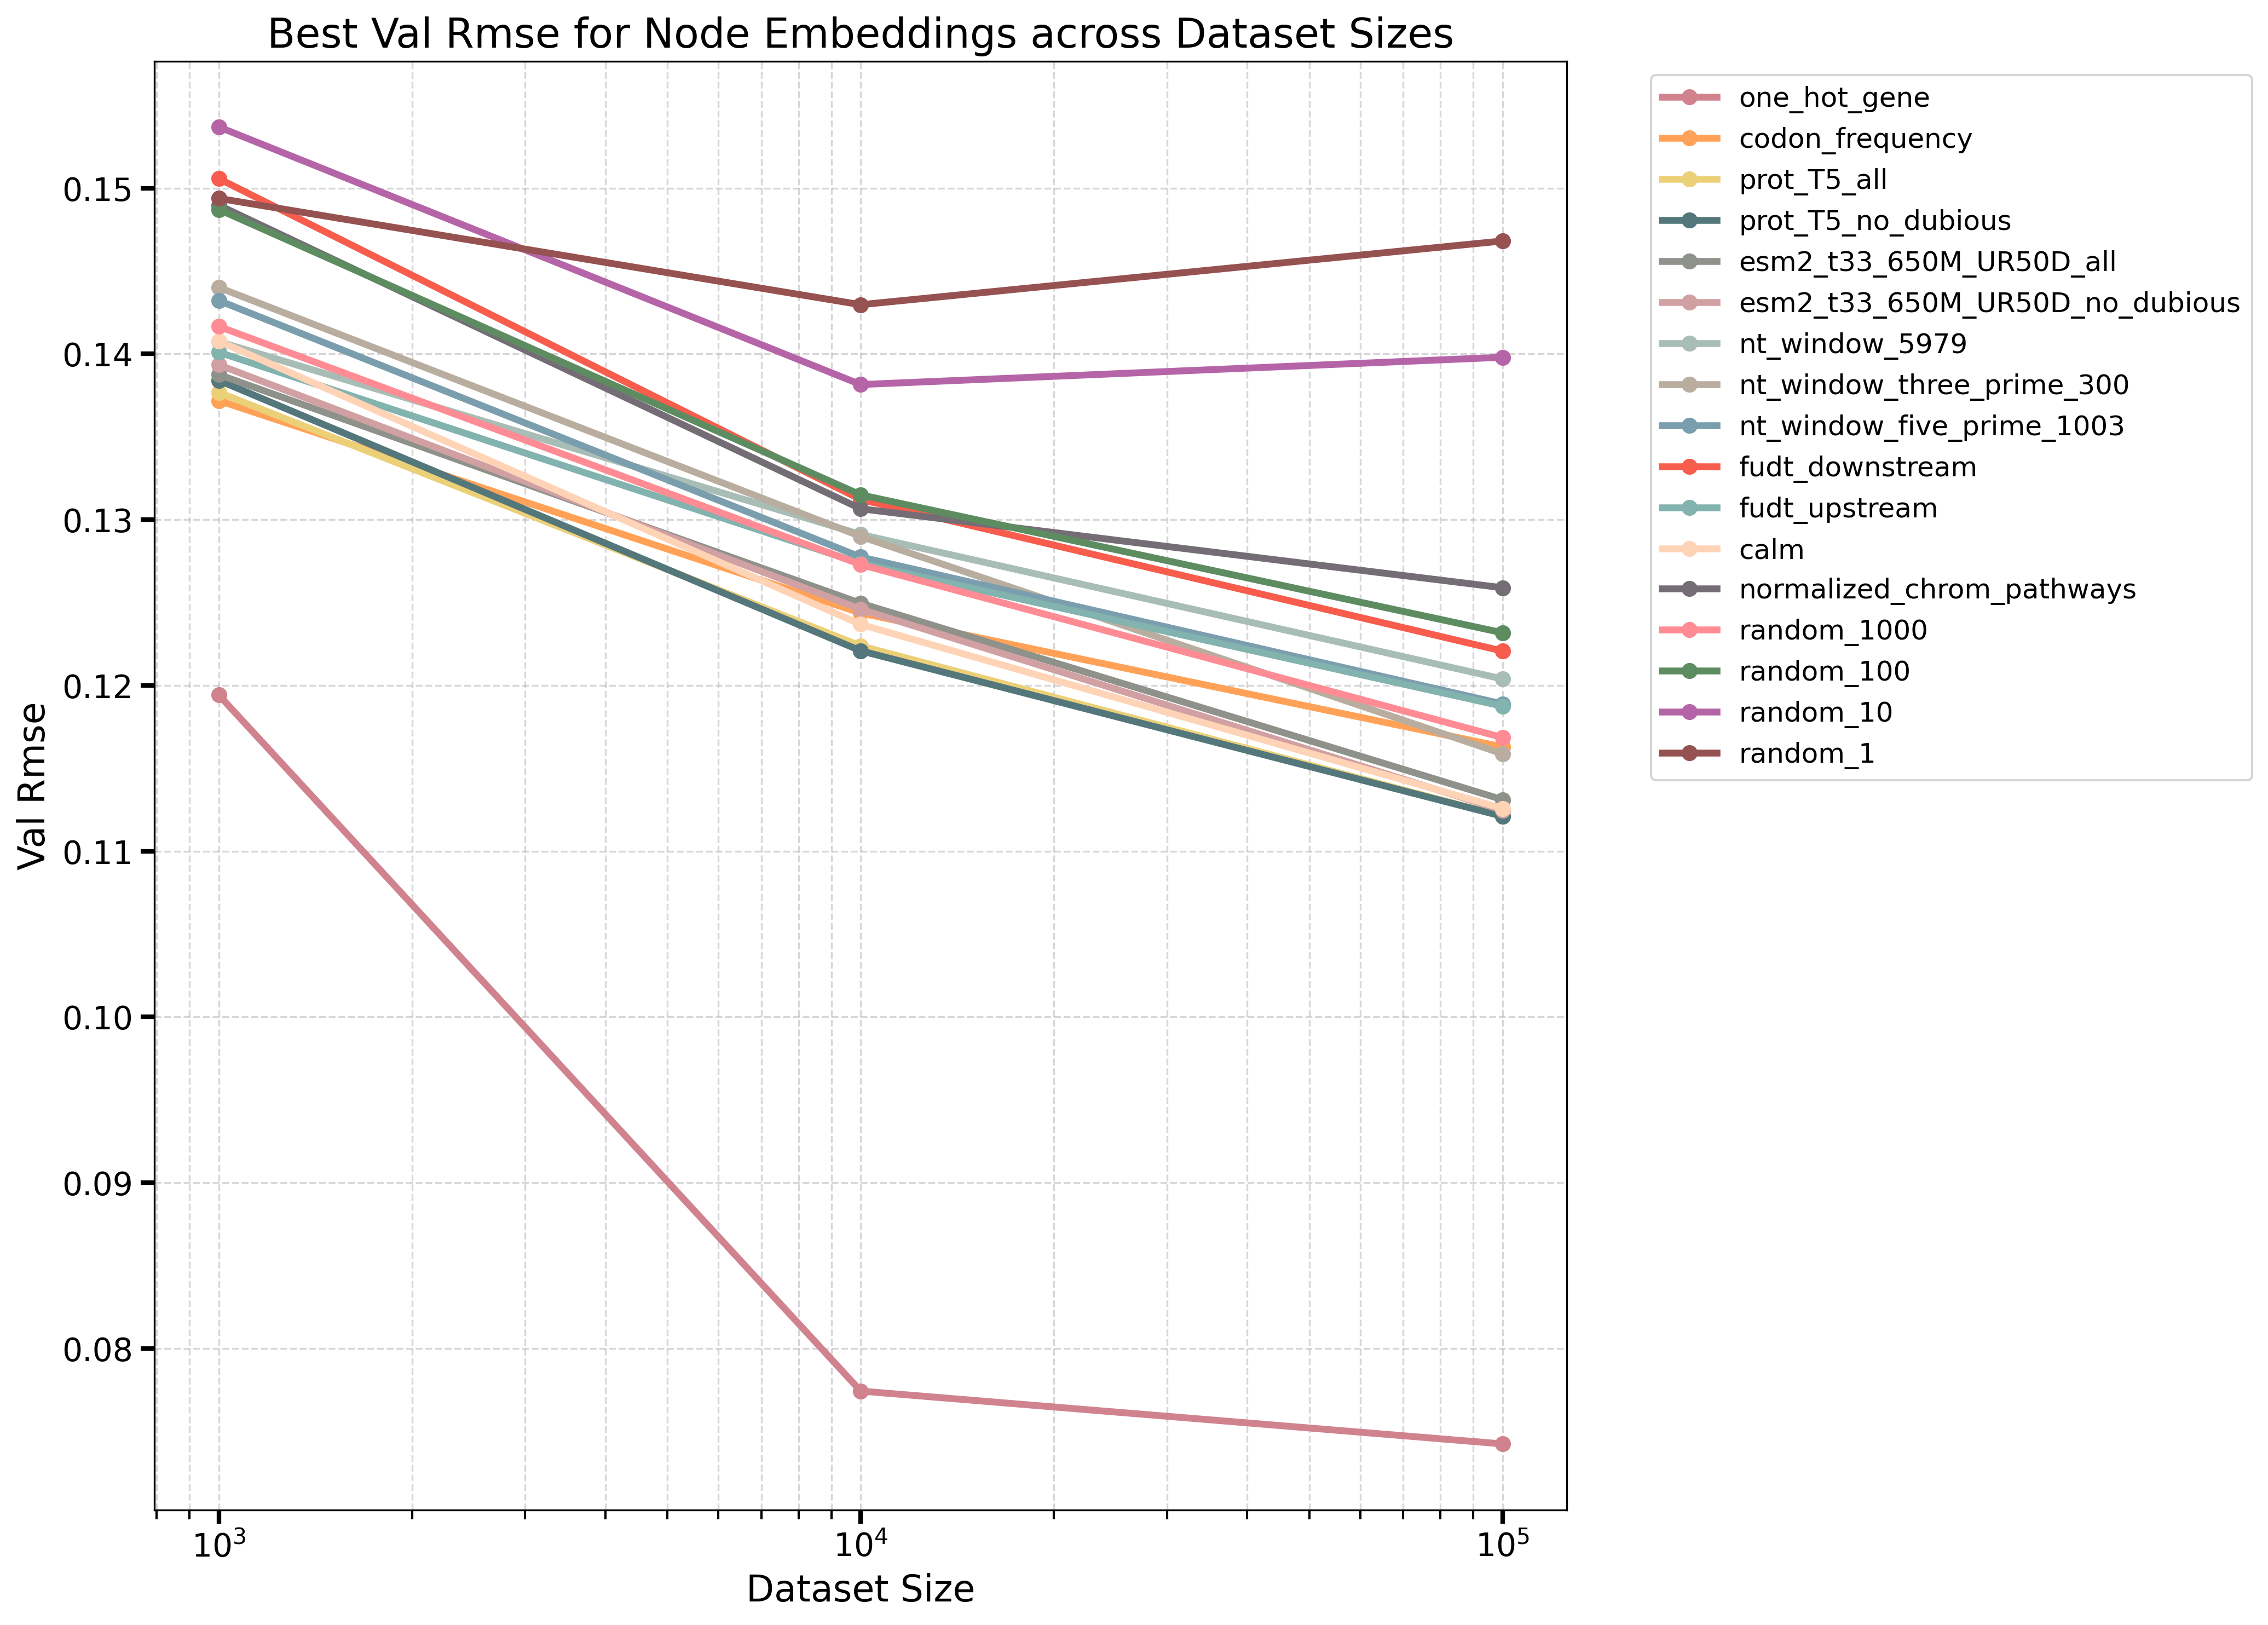 Best Val Rmse for Node Embeddings across Dataset Sizes
Val Rmse
0.15
0.14
0.13
0.12
0.11
0.10
0.09
0.08
10³
10⁴
10⁵
Dataset Size
one_hot_gene
codon_frequency
prot_T5_all
prot_T5_no_dubious
esm2_t33_650M_UR50D_all
esm2_t33_650M_UR50D_no_dubious
nt_window_5979
nt_window_three_prime_300
nt_window_five_prime_1003
fudt_downstream
fudt_upstream
calm
normalized_chrom_pathways
random_1000
random_100
random_10
random_1